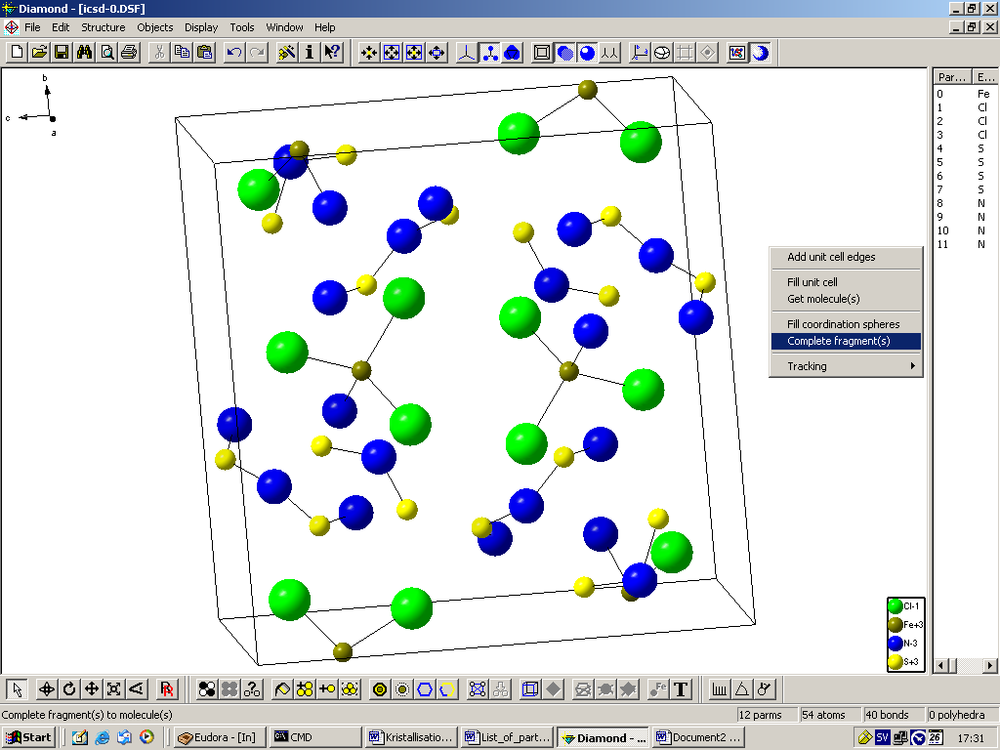 Diamond - [icsd-0.DSF]
File Edit Structure Objects Display Tools Window Help
b
c
a
Par... E...
0 Fe
1 Cl
2 Cl
3 Cl
4 S
5 S
6 S
7 S
8 N
9 N
10 N
11 N
Add unit cell edges
Fill unit cell
Get molecule(s)
Fill coordination spheres
Complete fragment(s)
Tracking
Cl-1
Fe+3
N-3
S+3
Complete fragment(s) to molecule(s)
12 parms 54 atoms 40 bonds 0 polyhedra
Start Eudora - [In] CMD Kristallisatio... List_of_part... Diamond - ... Document2 ... SV 26 17:31